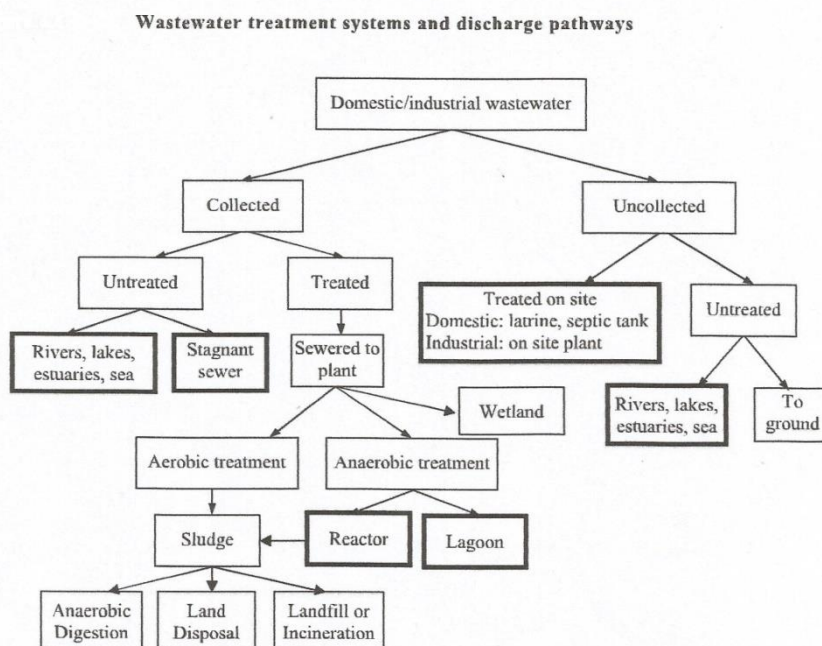 Wastewater treatment systems and discharge pathways
Domestic/industrial wastewater
Collected
Uncollected
Untreated
Treated
Treated on site
Domestic: latrine, septic tank
Industrial: on site plant
Untreated
Rivers, lakes,
estuaries, sea
Stagnant
sewer
Sewered to
plant
Wetland
Rivers, lakes,
estuaries, sea
To
ground
Aerobic treatment
Anaerobic treatment
Sludge
Reactor
Lagoon
Anaerobic
Digestion
Land
Disposal
Landfill or
Incineration